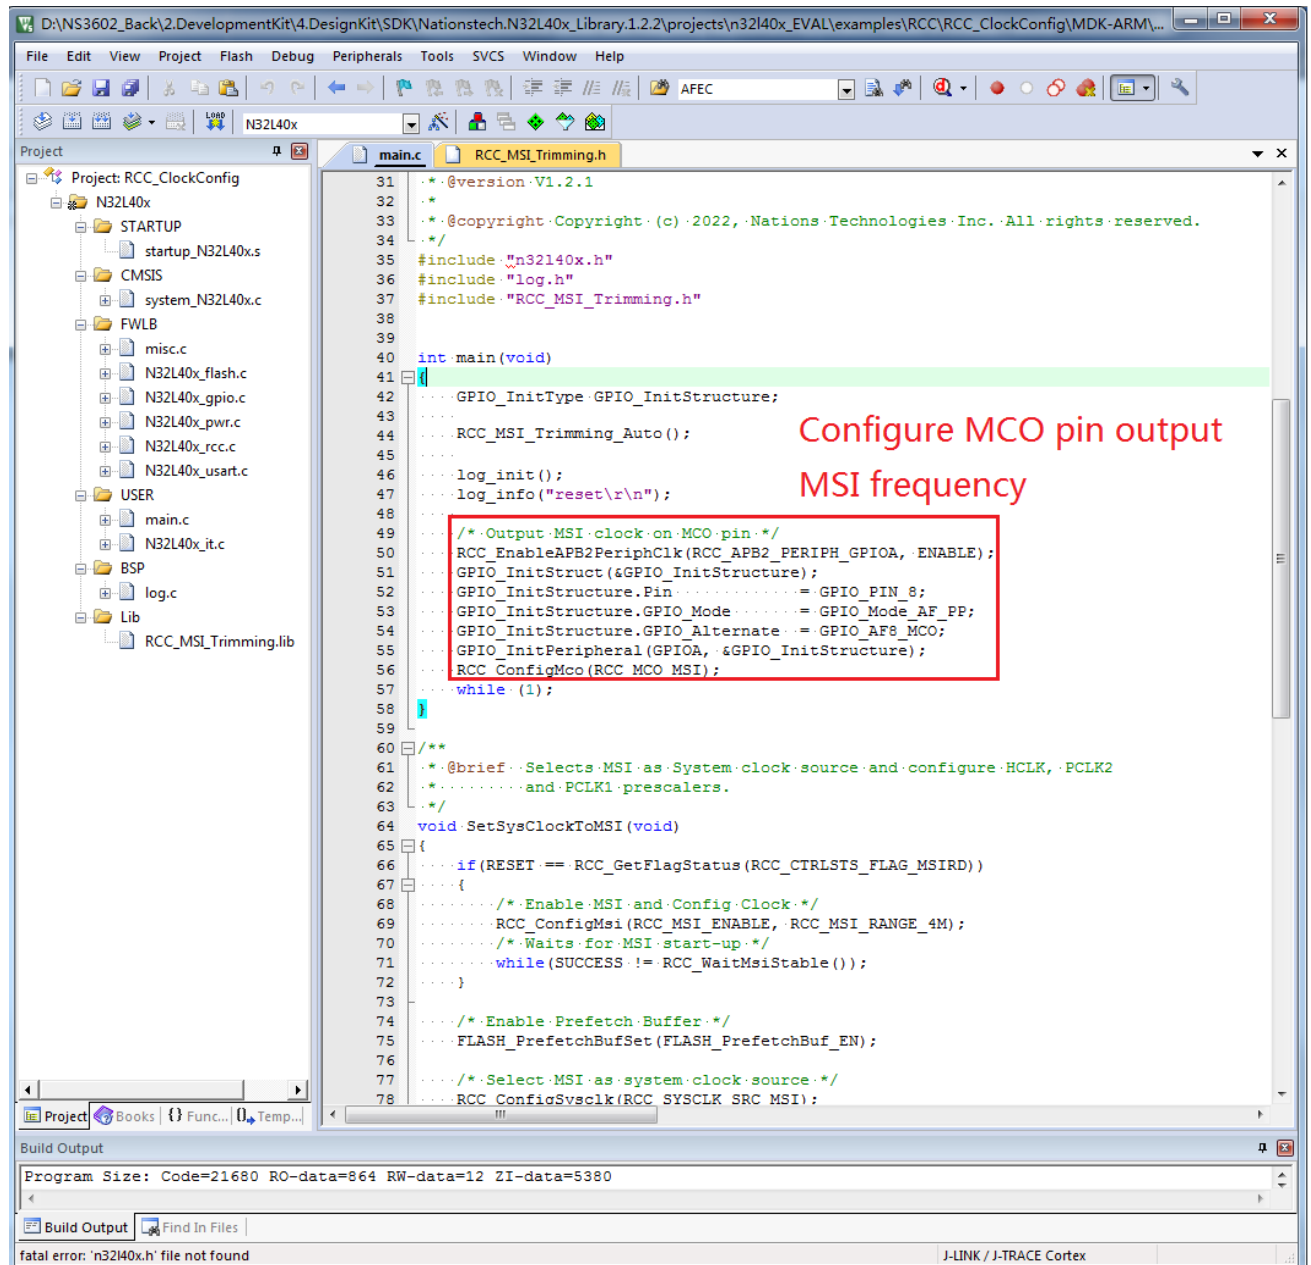 D:\NS3602_Back\2.DevelopmentKit\4.DesignKit\SDK\Nationstech.N32L40x_Library.1.2.2\projects\n32l40x_EVAL\examples\RCC\RCC_ClockConfig\MDK-ARM\...
File Edit View Project Flash Debug Peripherals Tools SVCS Window Help
AFEC
LOAD N32L40x
Project
main.c RCC_MSI_Trimming.h
Project: RCC_ClockConfig
N32L40x
STARTUP
startup_N32L40x.s
CMSIS
system_N32L40x.c
FWLB
misc.c
N32L40x_flash.c
N32L40x_gpio.c
N32L40x_pwr.c
N32L40x_rcc.c
N32L40x_usart.c
USER
main.c
N32L40x_it.c
BSP
log.c
Lib
RCC_MSI_Trimming.lib
Project Books {} Func... Temp...
31 * @version V1.2.1
32 *
33 * @copyright Copyright (c) 2022, Nations Technologies Inc. All rights reserved.
34 */
35 #include "n32l40x.h"
36 #include "log.h"
37 #include "RCC_MSI_Trimming.h"
38
39
40 int main(void)
41 {
42 GPIO_InitType GPIO_InitStructure;
43
44 RCC_MSI_Trimming_Auto();
45
46 log_init();
47 log_info("reset\r\n");
48
49 /* Output MSI clock on MCO pin */
50 RCC_EnableAPB2PeriphClk(RCC_APB2_PERIPH_GPIOA, ENABLE);
51 GPIO_InitStruct(&GPIO_InitStructure);
52 GPIO_InitStructure.Pin = GPIO_PIN_8;
53 GPIO_InitStructure.GPIO_Mode = GPIO_Mode_AF_PP;
54 GPIO_InitStructure.GPIO_Alternate = GPIO_AF8_MCO;
55 GPIO_InitPeripheral(GPIOA, &GPIO_InitStructure);
56 RCC_ConfigMco(RCC_MCO_MSI);
57 while (1);
58 }
59
60 /**
61 * @brief Selects MSI as System clock source and configure HCLK, PCLK2
62 * and PCLK1 prescalers.
63 */
64 void SetSysClockToMSI(void)
65 {
66 if(RESET == RCC_GetFlagStatus(RCC_CTRLSTS_FLAG_MSIRD))
67 {
68 /* Enable MSI and Config Clock */
69 RCC_ConfigMsi(RCC_MSI_ENABLE, RCC_MSI_RANGE_4M);
70 /* Waits for MSI start-up */
71 while(SUCCESS != RCC_WaitMsiStable());
72 }
73
74 /* Enable Prefetch Buffer */
75 FLASH_PrefetchBufSet(FLASH_PrefetchBuf_EN);
76
77 /* Select MSI as system clock source */
78 RCC_ConfigSysclk(RCC_SYSCLK_SRC_MSI);
Configure MCO pin output
MSI frequency
Build Output
Program Size: Code=21680 RO-data=864 RW-data=12 ZI-data=5380
Build Output Find In Files
fatal error: 'n32l40x.h' file not found J-LINK / J-TRACE Cortex